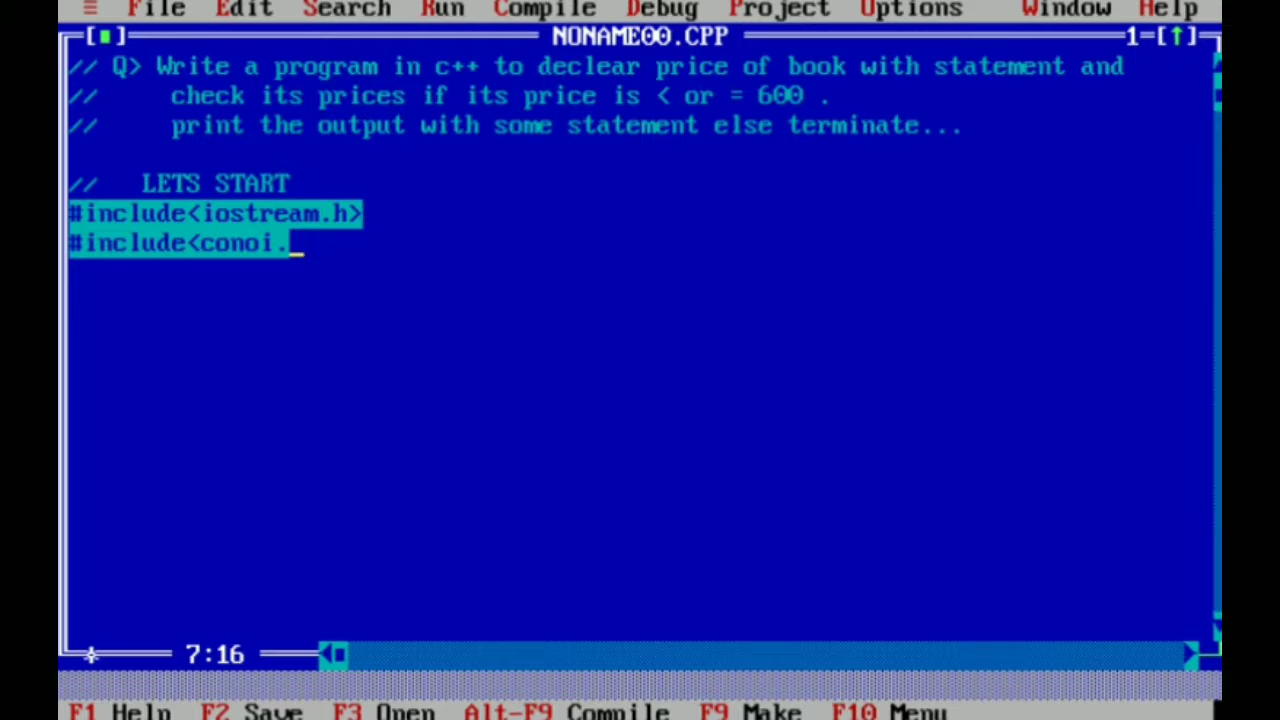 ≡ File Edit Search Run Compile Debug Project Options Window Help
[■] NONAME00.CPP 1=[↑]
// Q> Write a program in c++ to declear price of book with statement and
// check its prices if its price is < or = 600 .
// print the output with some statement else terminate...
// LETS START
#include<iostream.h>
#include<conoi._
7:16
F1 Help F2 Save F3 Open Alt-F9 Compile F9 Make F10 Menu